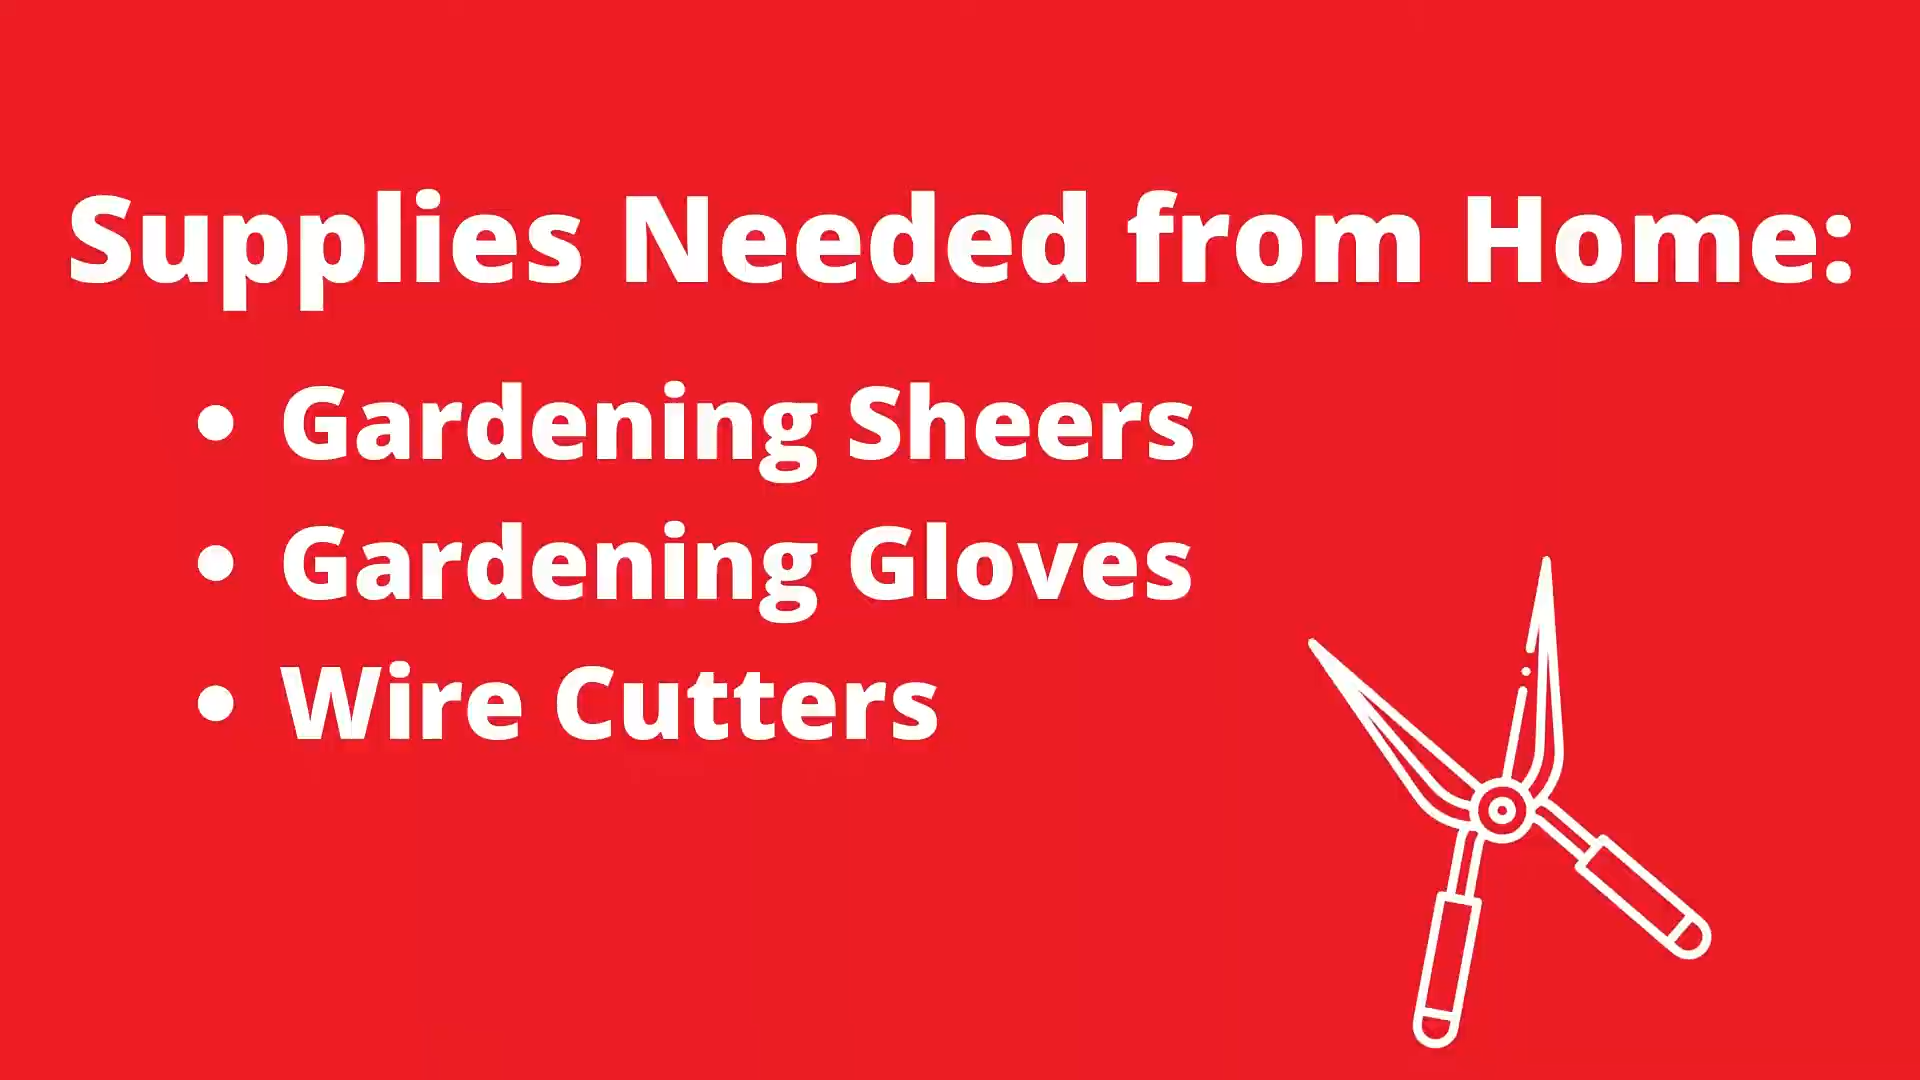 Supplies Needed from Home:
• Gardening Sheers
• Gardening Gloves
• Wire Cutters